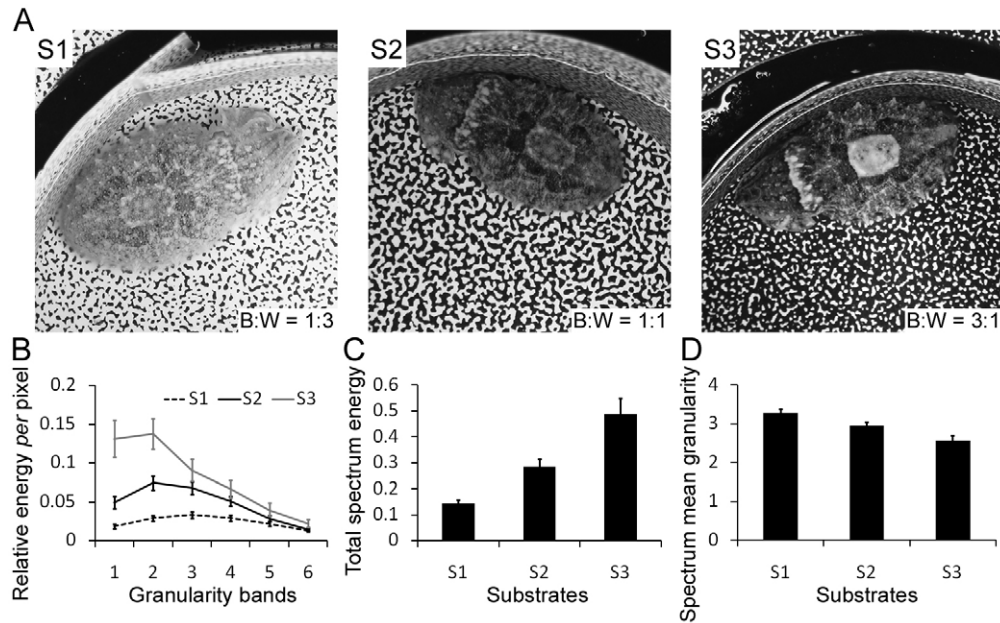 A
S1
S2
S3
B:W = 1:3
B:W = 1:1
B:W = 3:1
B
Relative energy per pixel
0.2
0.15
0.1
0.05
0
S1
S2
S3
1 2 3 4 5 6
Granularity bands
C
Total spectrum energy
0.6
0.5
0.4
0.3
0.2
0.1
0
S1 S2 S3
Substrates
D
Spectrum mean granularity
4
3
2
1
0
S1 S2 S3
Substrates